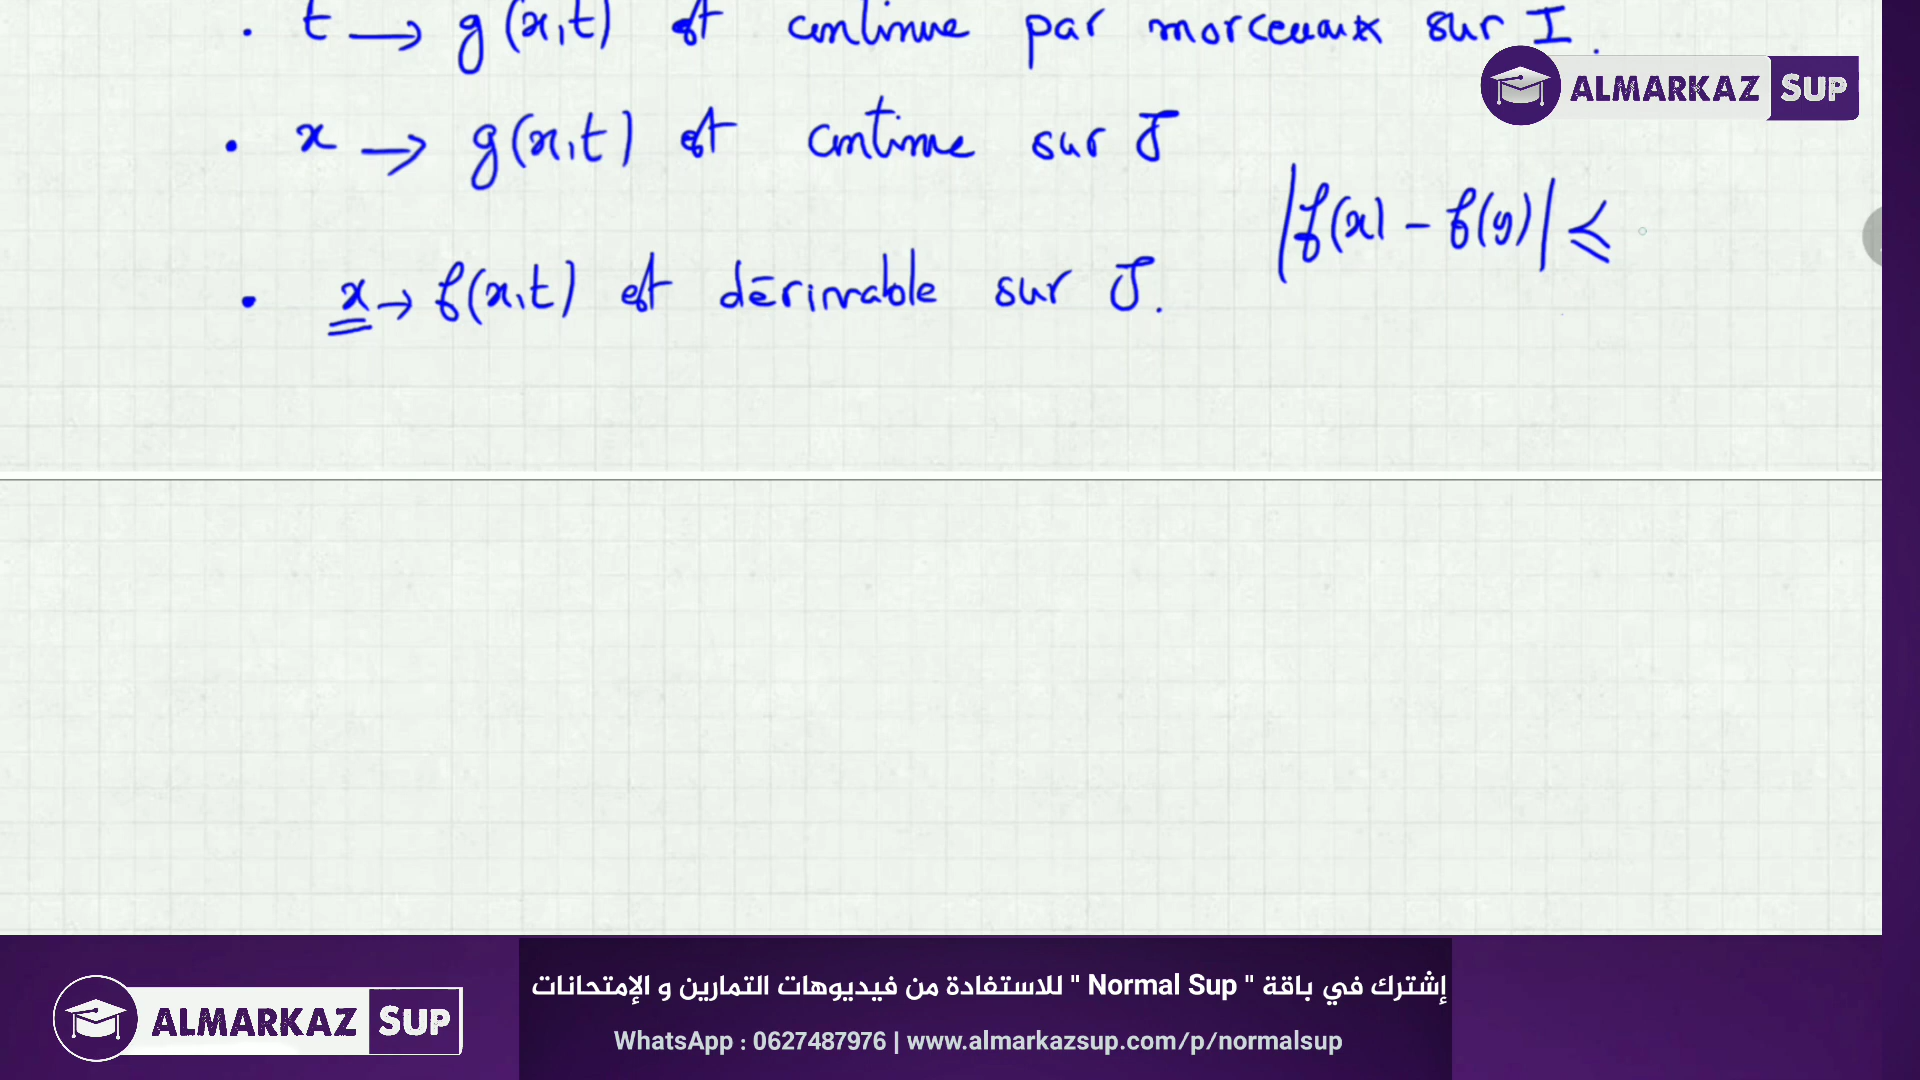 . t → g(x,t) est continue par morceaux sur I.
ALMARKAZ SUP
• x → g(x,t) est continue sur J
|f(x) - f(y)| ≤
• x → f(x,t) est dérivable sur J.
ALMARKAZ SUP
إشترك في باقة " Normal Sup " للاستفادة من فيديوهات التمارين و الإمتحانات
WhatsApp : 0627487976 | www.almarkazsup.com/p/normalsup